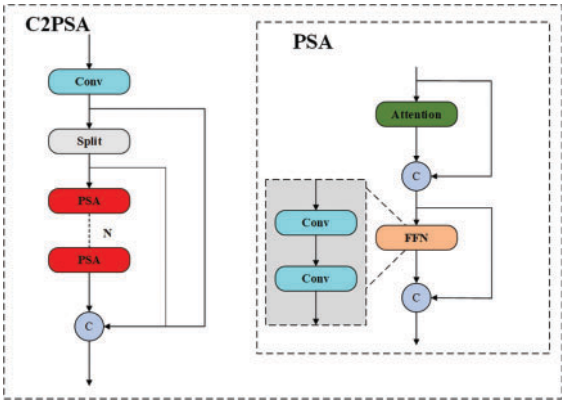 C2PSA
Conv
Split
PSA
N
PSA
C
PSA
Attention
C
Conv
FFN
Conv
C